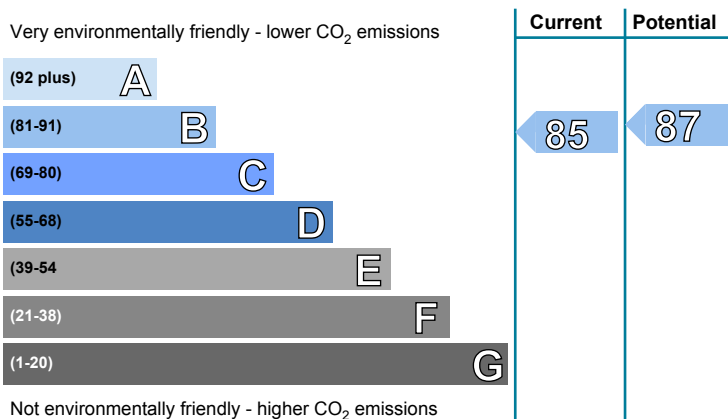 Current Potential
Very environmentally friendly - lower CO2 emissions
(92 plus) A
(81-91) B 85 87
(69-80) C
(55-68) D
(39-54 E
(21-38) F
(1-20) G
Not environmentally friendly - higher CO2 emissions